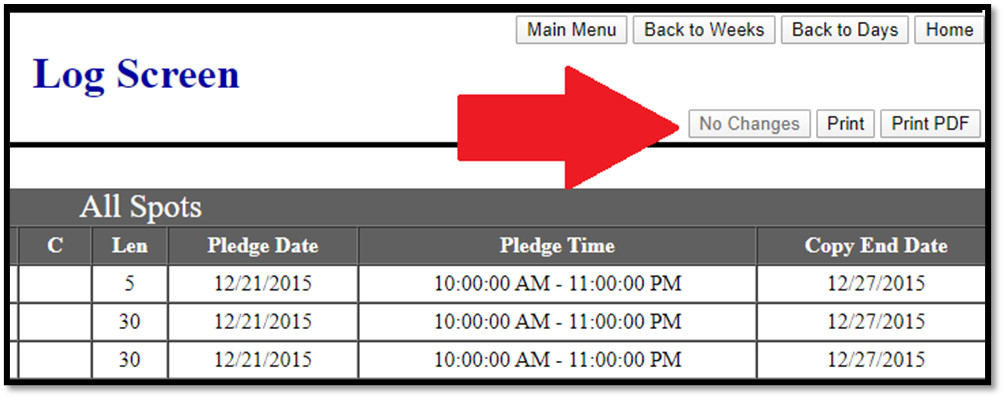 Main Menu Back to Weeks Back to Days Home
Log Screen
No Changes Print Print PDF
All Spots
C Len Pledge Date Pledge Time Copy End Date
5 12/21/2015 10:00:00 AM - 11:00:00 PM 12/27/2015
30 12/21/2015 10:00:00 AM - 11:00:00 PM 12/27/2015
30 12/21/2015 10:00:00 AM - 11:00:00 PM 12/27/2015